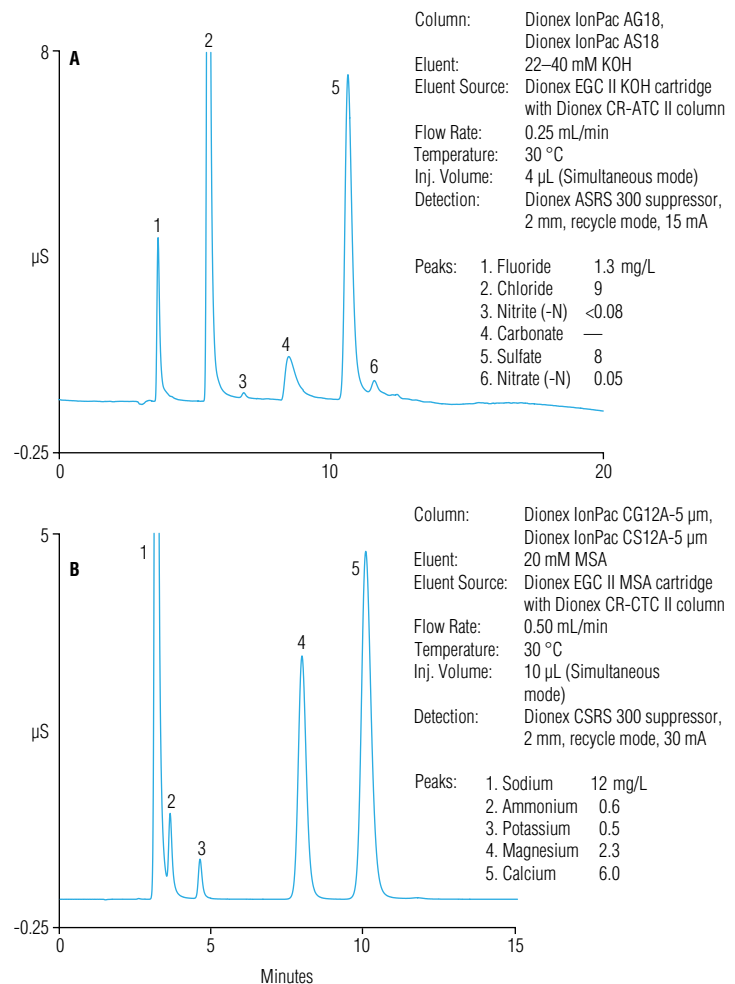 8
A
µS
-0.25
0
10
20
1
2
3
4
5
6
Column: Dionex IonPac AG18,
Dionex IonPac AS18
Eluent: 22–40 mM KOH
Eluent Source: Dionex EGC II KOH cartridge
with Dionex CR-ATC II column
Flow Rate: 0.25 mL/min
Temperature: 30 °C
Inj. Volume: 4 µL (Simultaneous mode)
Detection: Dionex ASRS 300 suppressor,
2 mm, recycle mode, 15 mA
Peaks: 1. Fluoride 1.3 mg/L
2. Chloride 9
3. Nitrite (-N) <0.08
4. Carbonate —
5. Sulfate 8
6. Nitrate (-N) 0.05
5
B
µS
-0.25
0
5
10
15
Minutes
1
2
3
4
5
Column: Dionex IonPac CG12A-5 µm,
Dionex IonPac CS12A-5 µm
Eluent: 20 mM MSA
Eluent Source: Dionex EGC II MSA cartridge
with Dionex CR-CTC II column
Flow Rate: 0.50 mL/min
Temperature: 30 °C
Inj. Volume: 10 µL (Simultaneous
mode)
Detection: Dionex CSRS 300 suppressor,
2 mm, recycle mode, 30 mA
Peaks: 1. Sodium 12 mg/L
2. Ammonium 0.6
3. Potassium 0.5
4. Magnesium 2.3
5. Calcium 6.0